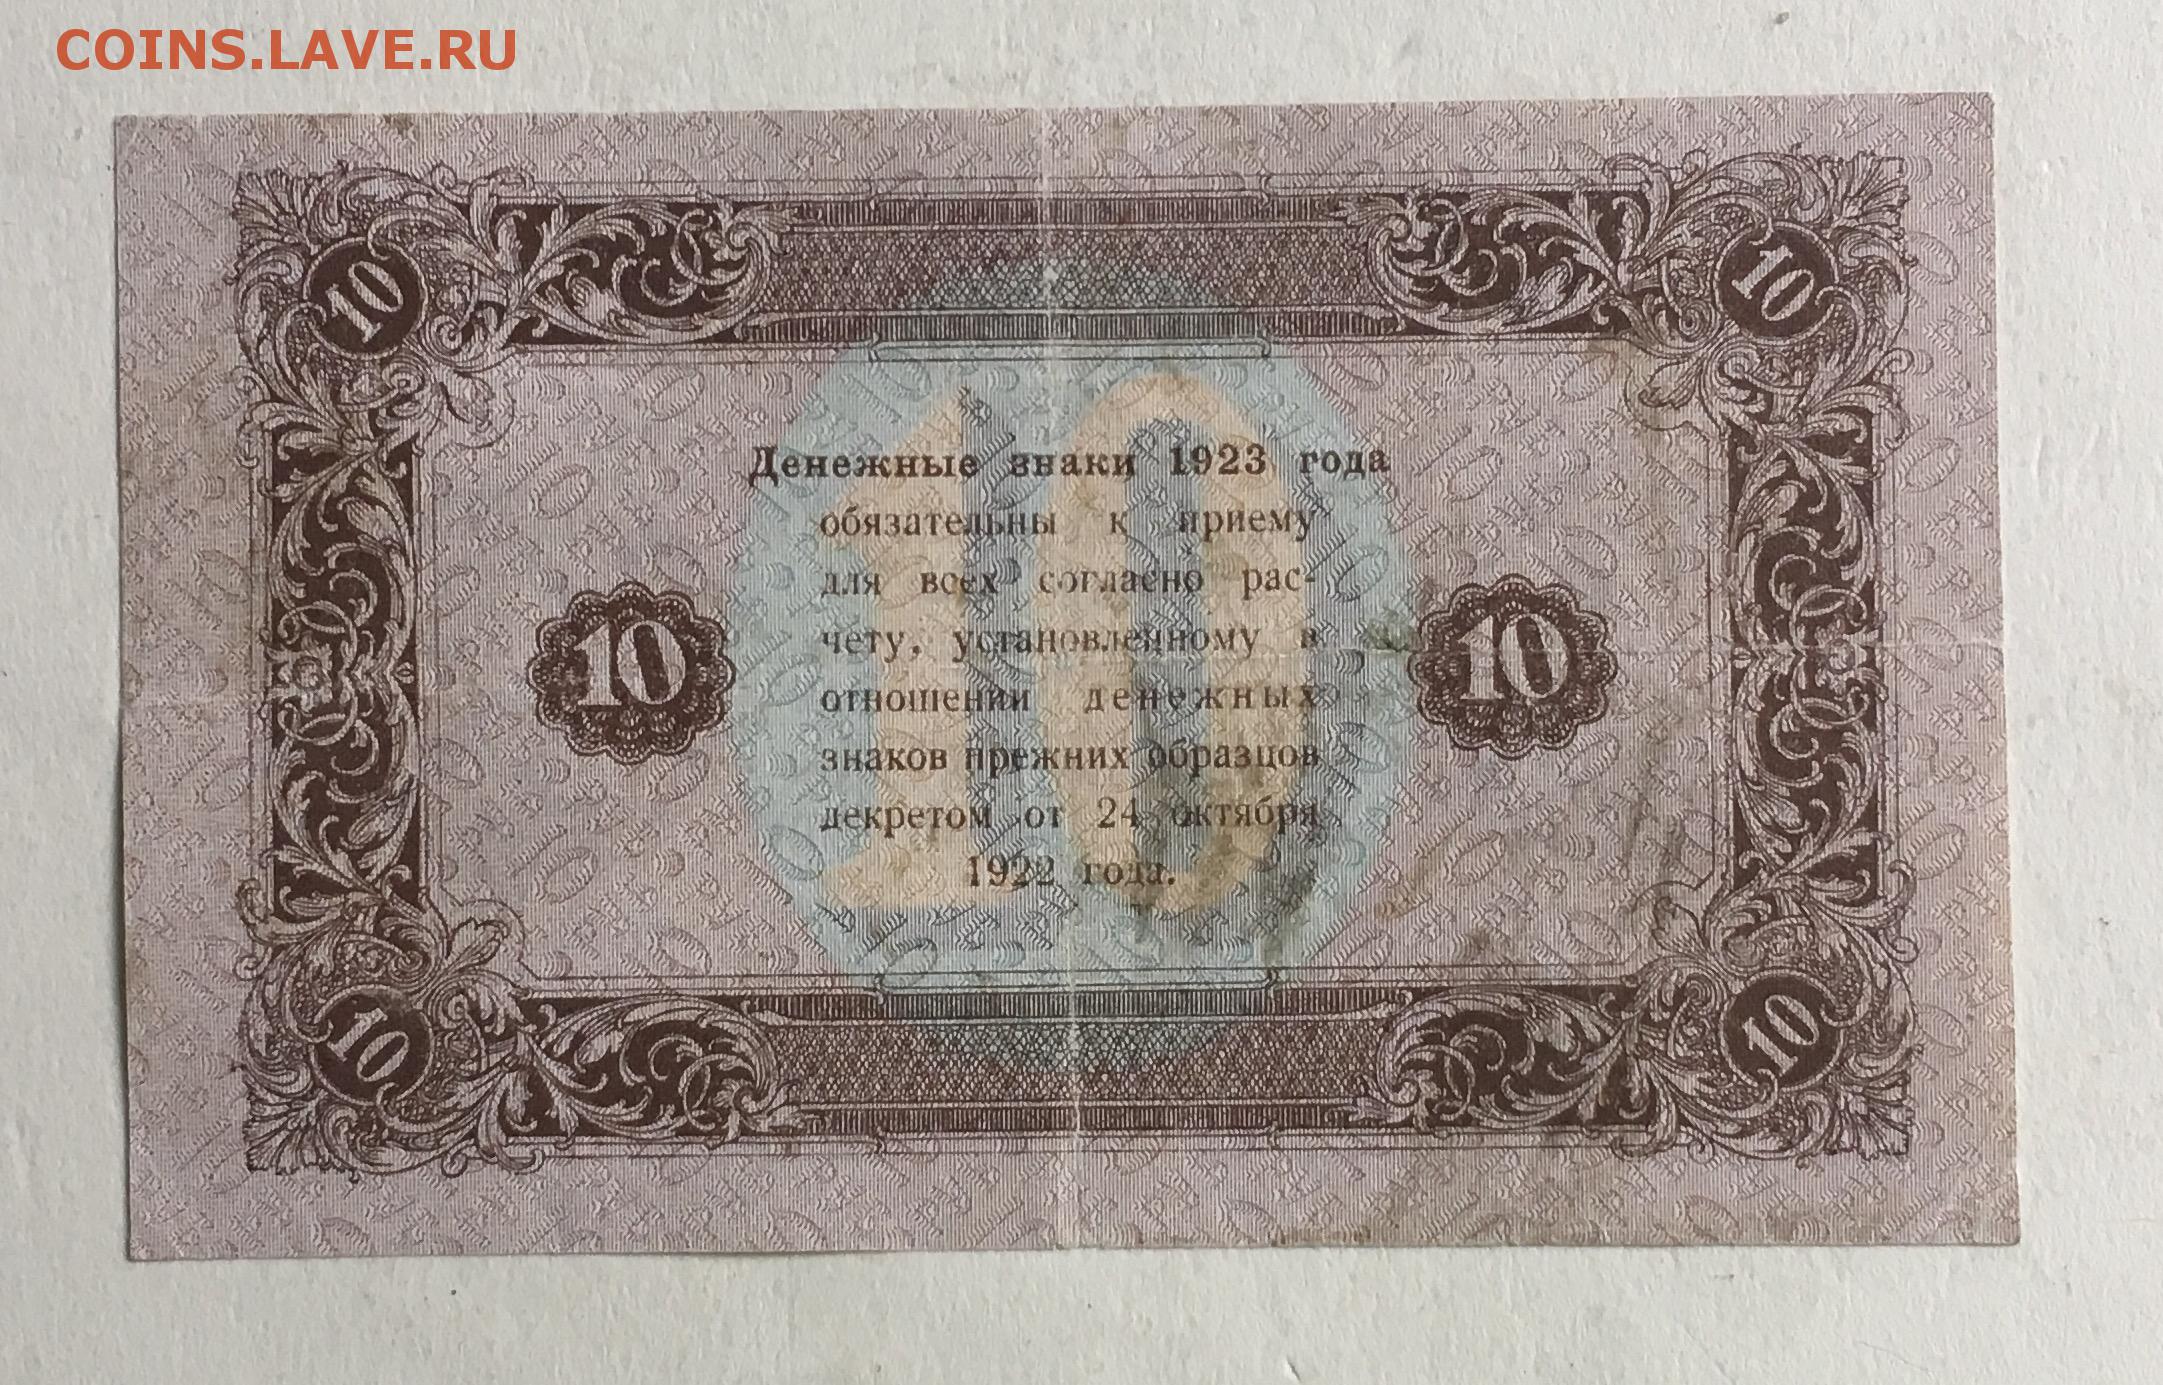 COINS.LAVE.RU
10 10
10
Денежные знаки 1923 года
обязательны к приему
для всех согласно рас-
чету, установленному в
отношении денежных
знаков прежних образцов
декретом от 24 октября
1922 года.
10 10
10 10